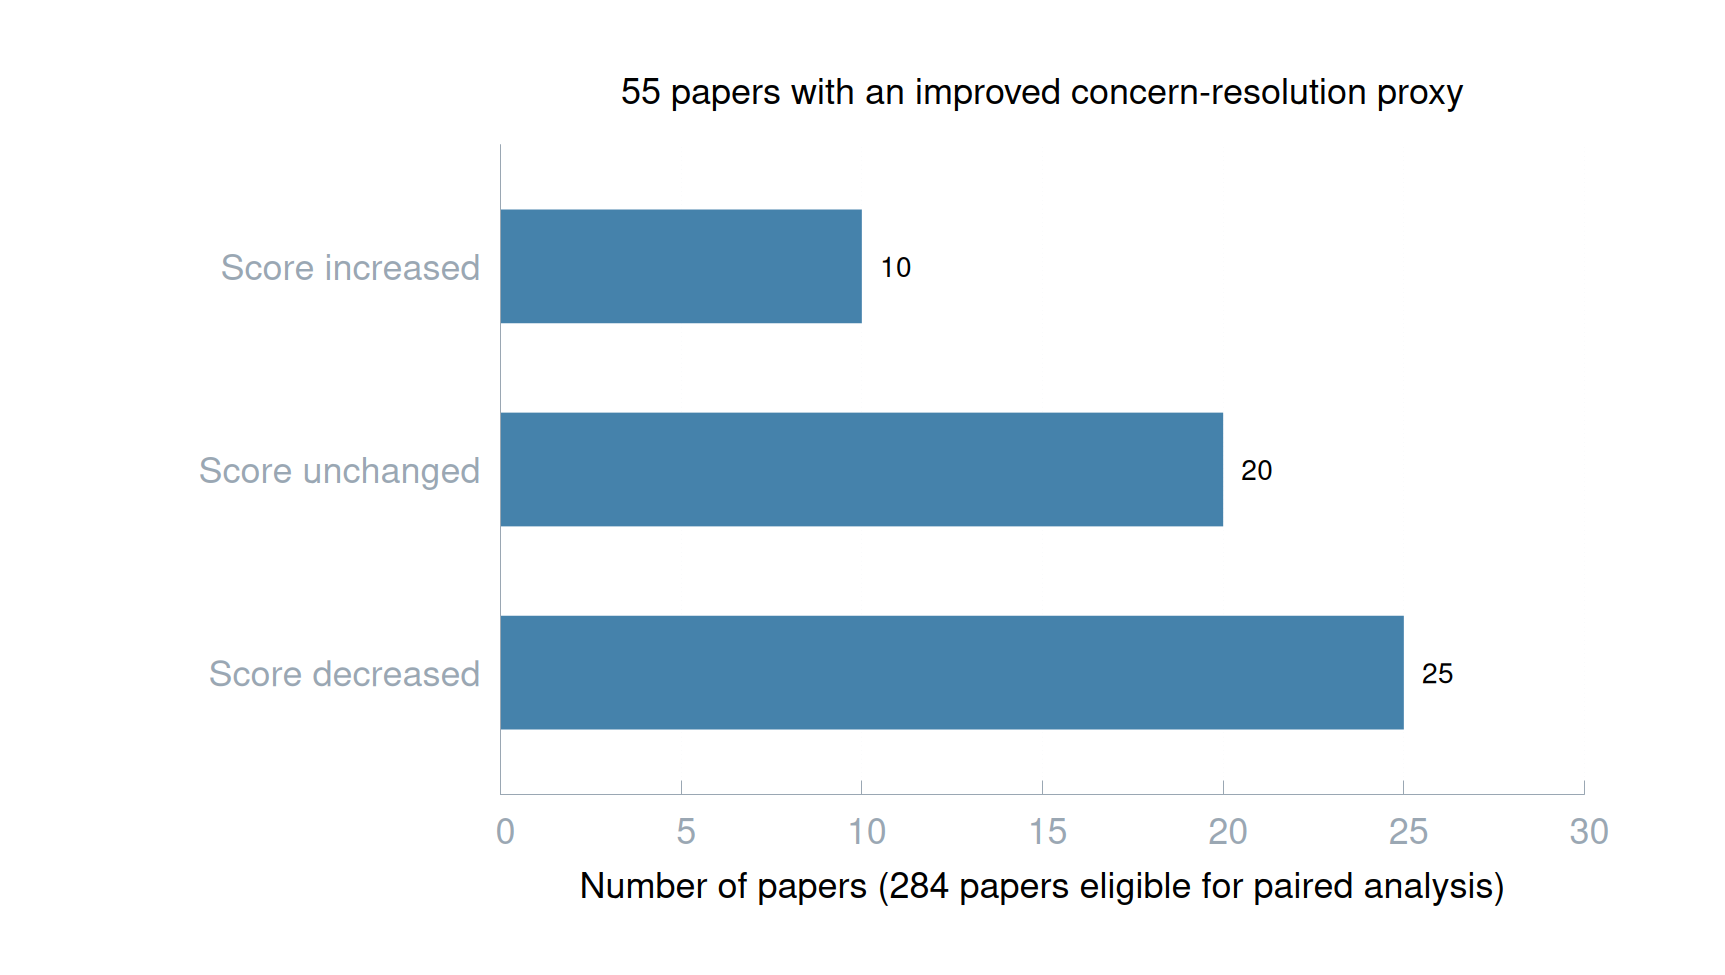 55 papers with an improved concern-resolution proxy
Score increased
10
Score unchanged
20
Score decreased
25
0 5 10 15 20 25 30
Number of papers (284 papers eligible for paired analysis)